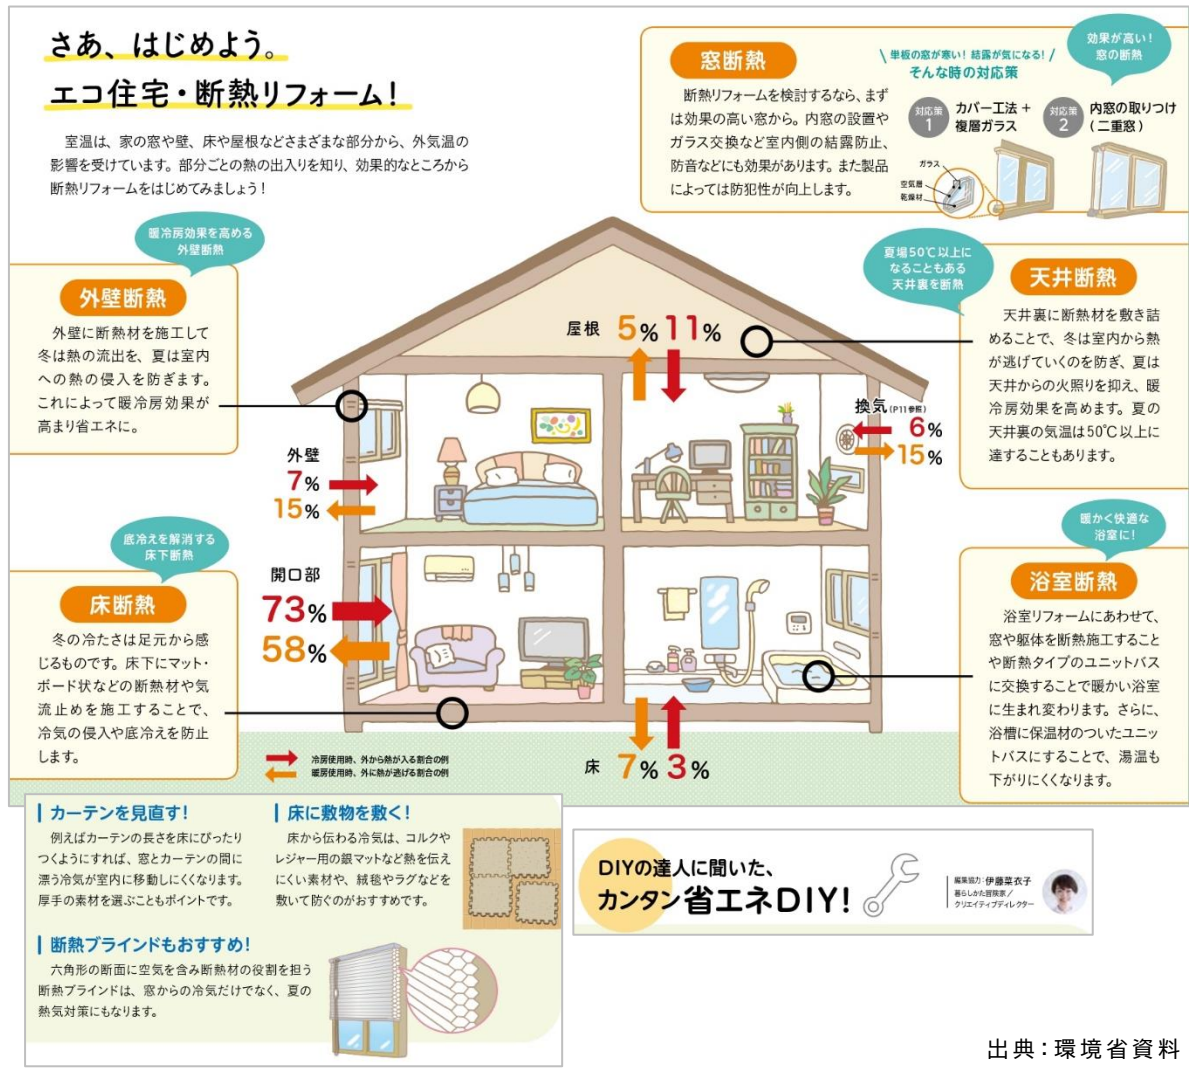 さあ、はじめよう。
エコ住宅・断熱リフォーム！
室温は、家の窓や壁、床や屋根などさまざまな部分から、外気温の
影響を受けています。部分ごとの熱の出入りを知り、効果的なところから
断熱リフォームをはじめてみましょう！
窓断熱
断熱リフォームを検討するなら、まず
は効果の高い窓から。内窓の設置や
ガラス交換など室内側の結露防止、
防音などにも効果があります。また製品
によっては防犯性が向上します。
単板の窓が寒い！結露が気になる！
そんな時の対応策
効果が高い！
窓の断熱
対応策
1
カバー工法＋
複層ガラス
対応策
2
内窓の取りつけ
（二重窓）
ガラス
空気層
乾燥材
暖冷房効果を高める
外壁断熱
外壁断熱
外壁に断熱材を施工して
冬は熱の流出を、夏は室内
への熱の侵入を防ぎます。
これによって暖冷房効果が
高まり省エネに。
夏場50℃以上に
なることもある
天井裏を断熱
天井断熱
天井裏に断熱材を敷き詰
めることで、冬は室内から熱
が逃げていくのを防ぎ、夏は
天井からの火照りを抑え、暖
冷房効果を高めます。夏の
天井裏の気温は50℃以上に
達することもあります。
屋根 5% 11%
換気(P11参照)
6%
15%
外壁
7%
15%
底冷えを解消する
床下断熱
床断熱
冬の冷たさは足元から感
じるものです。床下にマット・
ボード状などの断熱材や気
流止めを施工することで、
冷気の侵入や底冷えを防止
します。
開口部
73%
58%
暖かく快適な
浴室に！
浴室断熱
浴室リフォームにあわせて、
窓や躯体を断熱施工すること
や断熱タイプのユニットバス
に交換することで暖かい浴室
に生まれ変わります。さらに、
浴槽に保温材のついたユニッ
トバスにすることで、湯温も
下がりにくくなります。
冷房使用時、外から熱が入る割合の例
暖房使用時、外に熱が逃げる割合の例
床 7% 3%
カーテンを見直す！
例えばカーテンの長さを床にぴったり
つくようにすれば、窓とカーテンの間に
漂う冷気が室内に移動しにくくなります。
厚手の素材を選ぶこともポイントです。
床に敷物を敷く！
床から伝わる冷気は、コルクや
レジャー用の銀マットなど熱を伝え
にくい素材や、絨毯やラグなどを
敷いて防ぐのがおすすめです。
断熱ブラインドもおすすめ！
六角形の断面に空気を含み断熱材の役割を担う
断熱ブラインドは、窓からの冷気だけでなく、夏の
熱気対策にもなります。
DIYの達人に聞いた、
カンタン省エネDIY！
編集協力：伊藤菜衣子
暮らしかた冒険家／
クリエイティブディレクター
出典：環境省資料